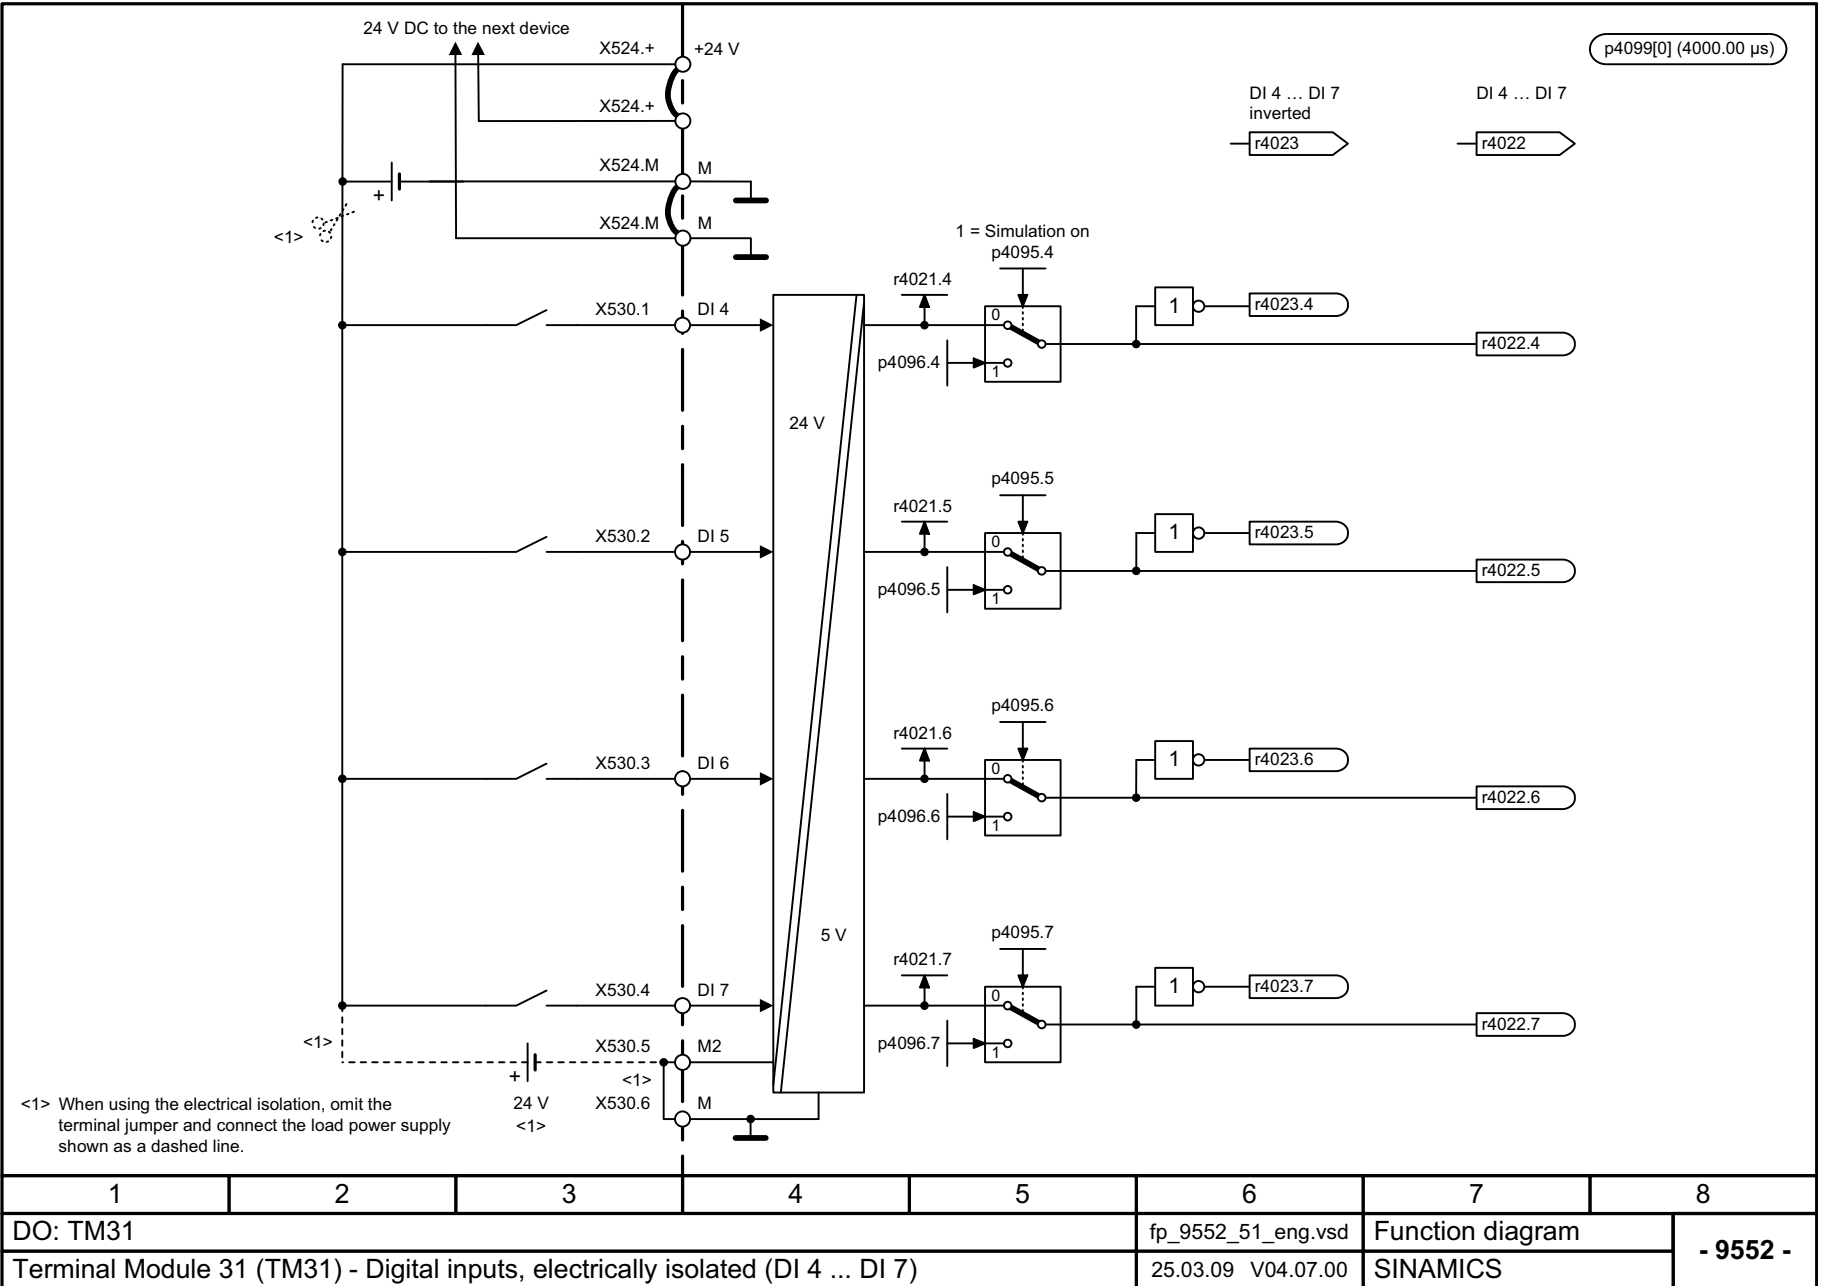 24 V DC to the next device
X524.+
+24 V
p4099[0] (4000.00 µs)
X524.+
DI 4 … DI 7
inverted
DI 4 … DI 7
r4023
r4022
X524.M
M
+
<1>
X524.M
M
1 = Simulation on
p4095.4
r4021.4
X530.1
DI 4
0
1
r4023.4
p4096.4
1
r4022.4
24 V
p4095.5
r4021.5
X530.2
DI 5
0
1
r4023.5
p4096.5
1
r4022.5
p4095.6
r4021.6
X530.3
DI 6
0
1
r4023.6
p4096.6
1
r4022.6
5 V
p4095.7
r4021.7
X530.4
DI 7
0
1
r4023.7
p4096.7
1
r4022.7
<1>
X530.5
M2
+
<1>
24 V
<1>
X530.6
M
<1> When using the electrical isolation, omit the
terminal jumper and connect the load power supply
shown as a dashed line.
1 2 3 4 5 6 7 8
DO: TM31
fp_9552_51_eng.vsd
Function diagram
- 9552 -
Terminal Module 31 (TM31) - Digital inputs, electrically isolated (DI 4 ... DI 7)
25.03.09 V04.07.00
SINAMICS